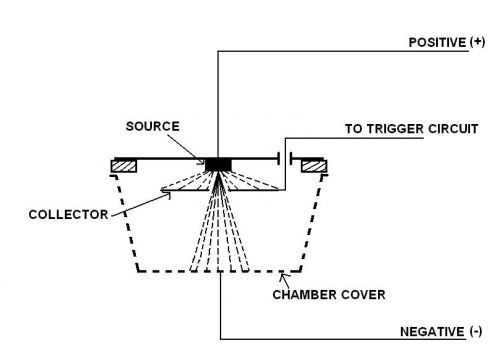 POSITIVE (+)
SOURCE
TO TRIGGER CIRCUIT
COLLECTOR
CHAMBER COVER
NEGATIVE (-)